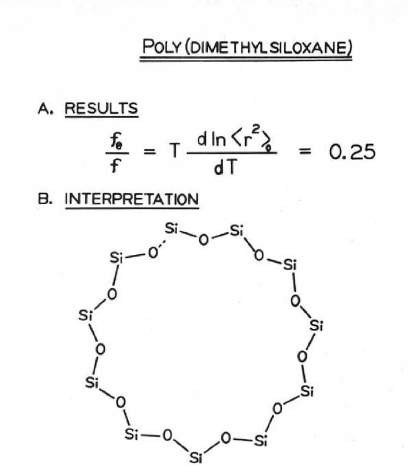 POLY(DIMETHYLSILOXANE)
A. RESULTS
fₑ/f = T d ln <r²>₀/dT = 0.25
B. INTERPRETATION
Si O Si
Si O O Si
O O
Si Si
O O
Si Si
O O
Si O O Si
Si